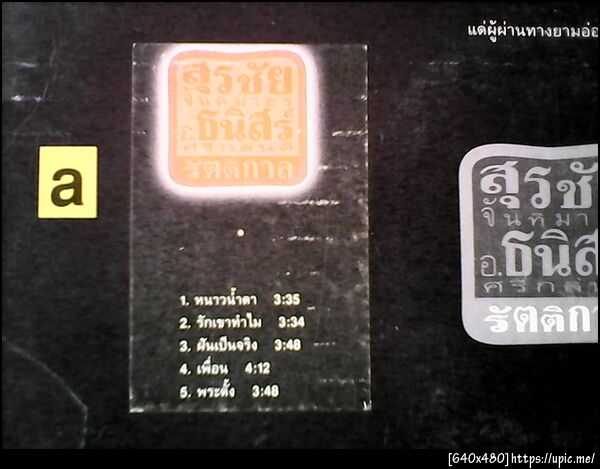 แด่ผู้ผ่านทางยามอ่อ
สุรชัย
จันทิมาธร
อ.ธนิสร์
ศรีกลิ่นดี
รัตติกาล
a
1. หนาวน้ำตา 3:35
2. รักเขาทำไม 3:34
3. ฝันเป็นจริง 3:48
4. เพื่อน 4:12
5. พระตั้ง 3:48
สุรชั
จันทิมา
อ.ธนิส
ศรีกลิ่
รัตติกา
[640x480]https://upic.me/